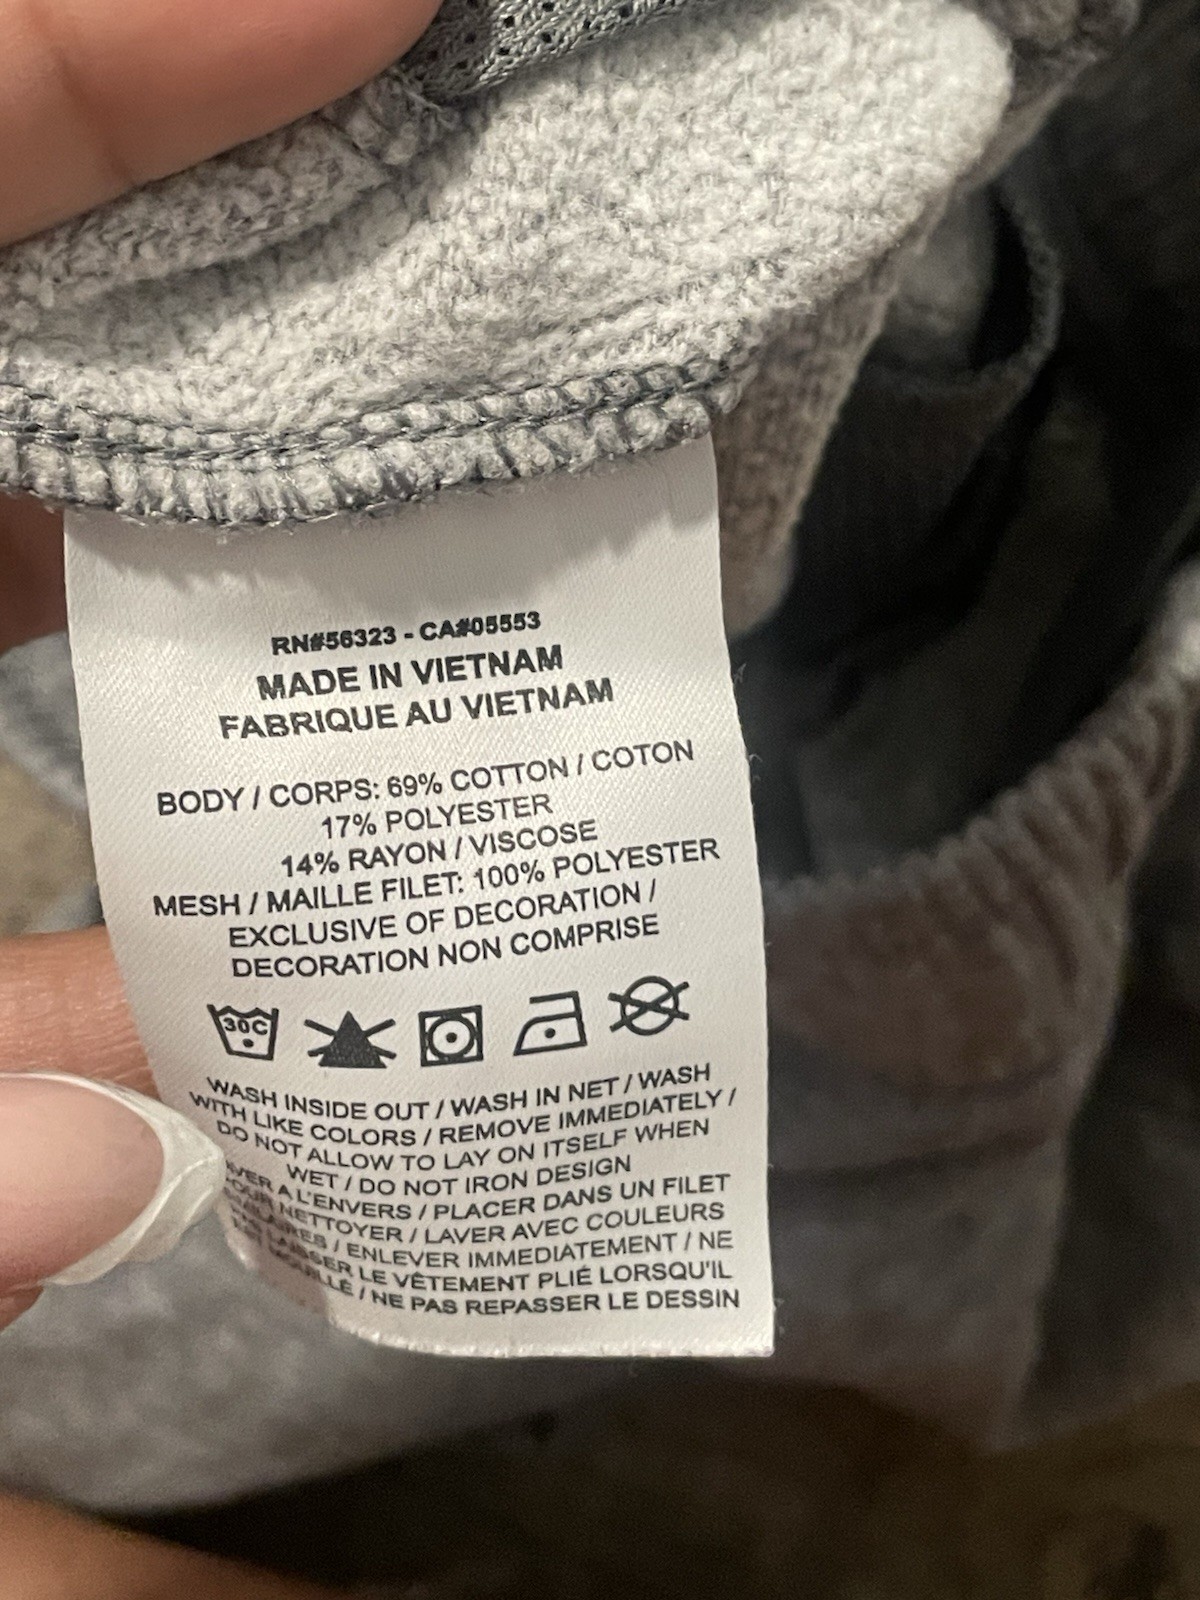 RN#56323 - CA#05553
MADE IN VIETNAM
FABRIQUE AU VIETNAM
BODY / CORPS: 69% COTTON / COTON
17% POLYESTER
14% RAYON / VISCOSE
MESH / MAILLE FILET: 100% POLYESTER
EXCLUSIVE OF DECORATION /
DECORATION NON COMPRISE
30C
WASH INSIDE OUT / WASH IN NET / WASH
WITH LIKE COLORS / REMOVE IMMEDIATELY /
DO NOT ALLOW TO LAY ON ITSELF WHEN
WET / DO NOT IRON DESIGN
A L'ENVERS / PLACER DANS UN FILET
NETTOYER / LAVER AVEC COULEURS
/ ENLEVER IMMEDIATEMENT / NE
LE VÊTEMENT PLIÉ LORSQU'IL
/ NE PAS REPASSER LE DESSIN